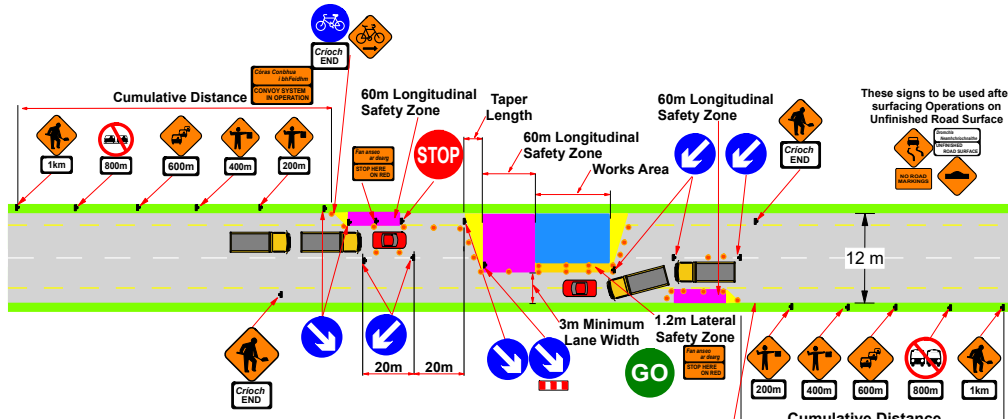 Críoch
END
Córas Conbhua
i bhFeidhm
CONVOY SYSTEM
IN OPERATION
Cumulative Distance
1km
800m
600m
400m
200m
60m Longitudinal
Safety Zone
Fan anseo
ar dearg
STOP HERE
ON RED
STOP
Taper
Length
60m Longitudinal
Safety Zone
Works Area
60m Longitudinal
Safety Zone
Críoch
END
These signs to be used afte
surfacing Operations on
Unfinished Road Surface
UNFINISHED
ROAD SURFACE
NO ROAD
MARKINGS
12 m
Críoch
END
20m
20m
3m Minimum
Lane Width
1.2m Lateral
Safety Zone
GO
Fan anseo
ar dearg
STOP HERE
ON RED
200m
400m
600m
800m
1km
Cumulative Distance